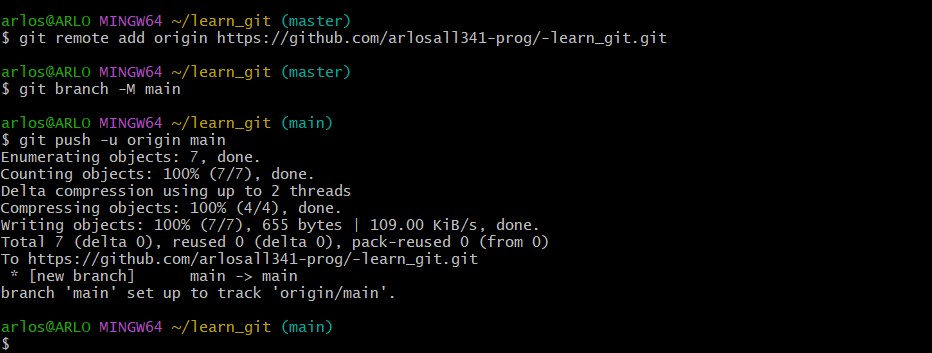 arlos@ARLO MINGW64 ~/learn_git (master)
$ git remote add origin https://github.com/arlosall341-prog/-learn_git.git
arlos@ARLO MINGW64 ~/learn_git (master)
$ git branch -M main
arlos@ARLO MINGW64 ~/learn_git (main)
$ git push -u origin main
Enumerating objects: 7, done.
Counting objects: 100% (7/7), done.
Delta compression using up to 2 threads
Compressing objects: 100% (4/4), done.
Writing objects: 100% (7/7), 655 bytes | 109.00 KiB/s, done.
Total 7 (delta 0), reused 0 (delta 0), pack-reused 0 (from 0)
To https://github.com/arlosall341-prog/-learn_git.git
 * [new branch]      main -> main
branch 'main' set up to track 'origin/main'.
arlos@ARLO MINGW64 ~/learn_git (main)
$